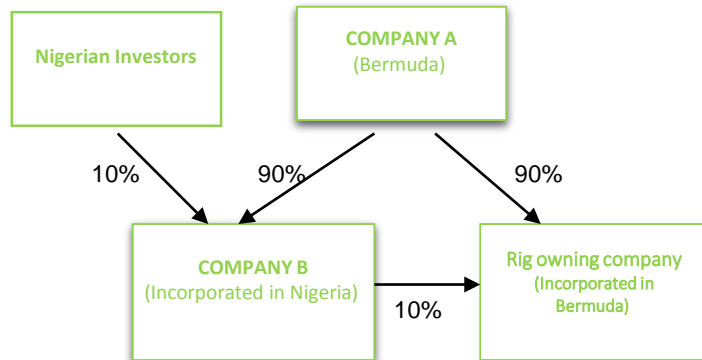 Nigerian Investors
COMPANY A
(Bermuda)
10%
90%
90%
COMPANY B
(Incorporated in Nigeria)
10%
Rig owning company
(Incorporated in
Bermuda)